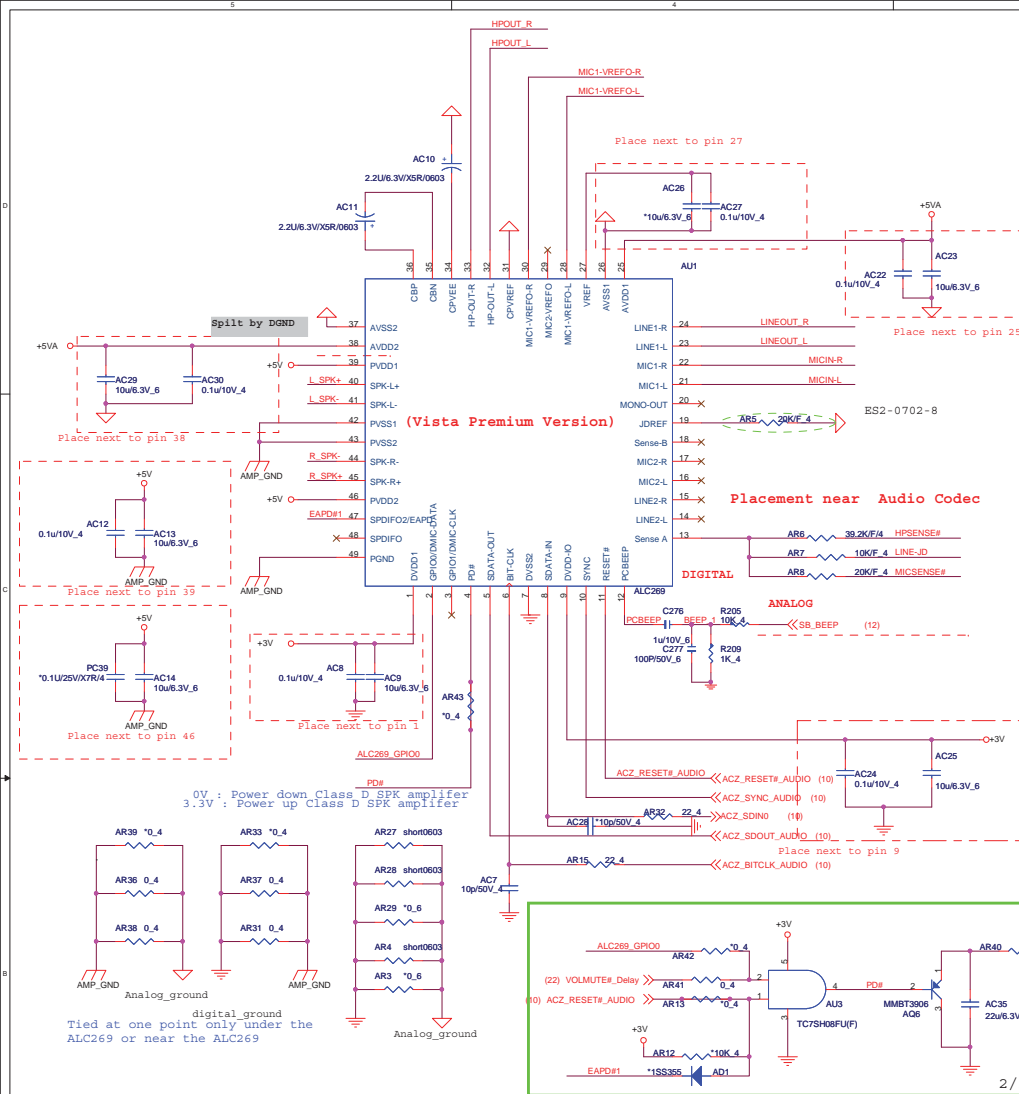 5
4
HPOUT_R
HPOUT_L
MIC1-VREFO-R
MIC1-VREFO-L
Place next to pin 27
AC10
2.2U/6.3V/X5R/0603
AC11
2.2U/6.3V/X5R/0603
AC26
*10u/6.3V_6
AC27
0.1u/10V_4
+5VA
AC23
AC22
0.1u/10V_4
10u/6.3V_6
Place next to pin 25
D
36
35
34
33
32
31
30
29
28
27
26
25
AU1
CBP
CBN
CPVEE
HP-OUT-R
HP-OUT-L
CPVREF
MIC1-VREFO-R
MIC2-VREFO
MIC1-VREFO-L
VREF
AVSS1
AVDD1
Spilt by DGND
+5VA
+5V
AC29
10u/6.3V_6
AC30
0.1u/10V_4
Place next to pin 38
37 AVSS2
38 AVDD2
39 PVDD1
L_SPK+ 40 SPK-L+
L_SPK- 41 SPK-L-
42 PVSS1
43 PVSS2
R_SPK- 44 SPK-R-
R_SPK+ 45 SPK-R+
+5V 46 PVDD2
EAPD#1 47 SPDIFO2/EAPD
48 SPDIFO
49 PGND
AMP_GND
AMP_GND
(Vista Premium Version)
LINE1-R 24 LINEOUT_R
LINE1-L 23 LINEOUT_L
MIC1-R 22 MICIN-R
MIC1-L 21 MICIN-L
MONO-OUT 20
JDREF 19 AR5 20K/F_4
ES2-0702-8
Sense-B 18
MIC2-R 17
MIC2-L 16
LINE2-R 15
LINE2-L 14
Sense A 13
Placement near Audio Codec
AR6 39.2K/F/4 HPSENSE#
AR7 10K/F_4 LINE-JD
AR8 20K/F_4 MICSENSE#
DIGITAL
ALC269
ANALOG
DVDD1
GPIO0/DMIC-DATA
GPIO1/DMIC-CLK
PD#
SDATA-OUT
BIT-CLK
DVSS2
SDATA-IN
DVDD-IO
SYNC
RESET#
PCBEEP
1
2
3
4
5
6
7
8
9
10
11
12
+5V
AC12
0.1u/10V_4
AC13
10u/6.3V_6
AMP_GND
Place next to pin 39
C
+5V
PC39
*0.1U/25V/X7R/4
AC14
10u/6.3V_6
AMP_GND
Place next to pin 46
+3V
AC8
0.1u/10V_4
AC9
10u/6.3V_6
Place next to pin 1
AR43
*0_4
PCBEEP
C276
1u/10V_6
BEEP_1
R205
10K_4
SB_BEEP (12)
C277
100P/50V_6
R209
1K_4
ALC269_GPIO0
PD#
0V : Power down Class D SPK amplifer
3.3V : Power up Class D SPK amplifer
+3V
AC24
0.1u/10V_4
AC25
10u/6.3V_6
Place next to pin 9
ACZ_RESET#_AUDIO
ACZ_RESET#_AUDIO (10)
ACZ_SYNC_AUDIO (10)
AR32 22_4 ACZ_SDIN0 (10)
AC28 *10p/50V_4
ACZ_SDOUT_AUDIO (10)
AR15 22_4 ACZ_BITCLK_AUDIO (10)
AC7
10p/50V_4
AR39 *0_4
AR36 0_4
AR38 0_4
AMP_GND
Analog_ground
AR33 *0_4
AR37 0_4
AR31 0_4
AMP_GND
digital_ground
AR27 short0603
AR28 short0603
AR29 *0_6
AR4 short0603
AR3 *0_6
Analog_ground
Tied at one point only under the
ALC269 or near the ALC269
B
ALC269_GPIO0
AR42
*0_4
(22) VOLMUTE#_Delay
AR41
0_4
(10) ACZ_RESET#_AUDIO
AR13
*0_4
+3V
5
2
1
4
3
AU3
TC7SH08FU(F)
PD#
2
1
3
MMBT3906
AQ6
AR40
AC35
22u/6.3V
+3V
AR12
*10K_4
EAPD#1
*1SS355
AD1
2/